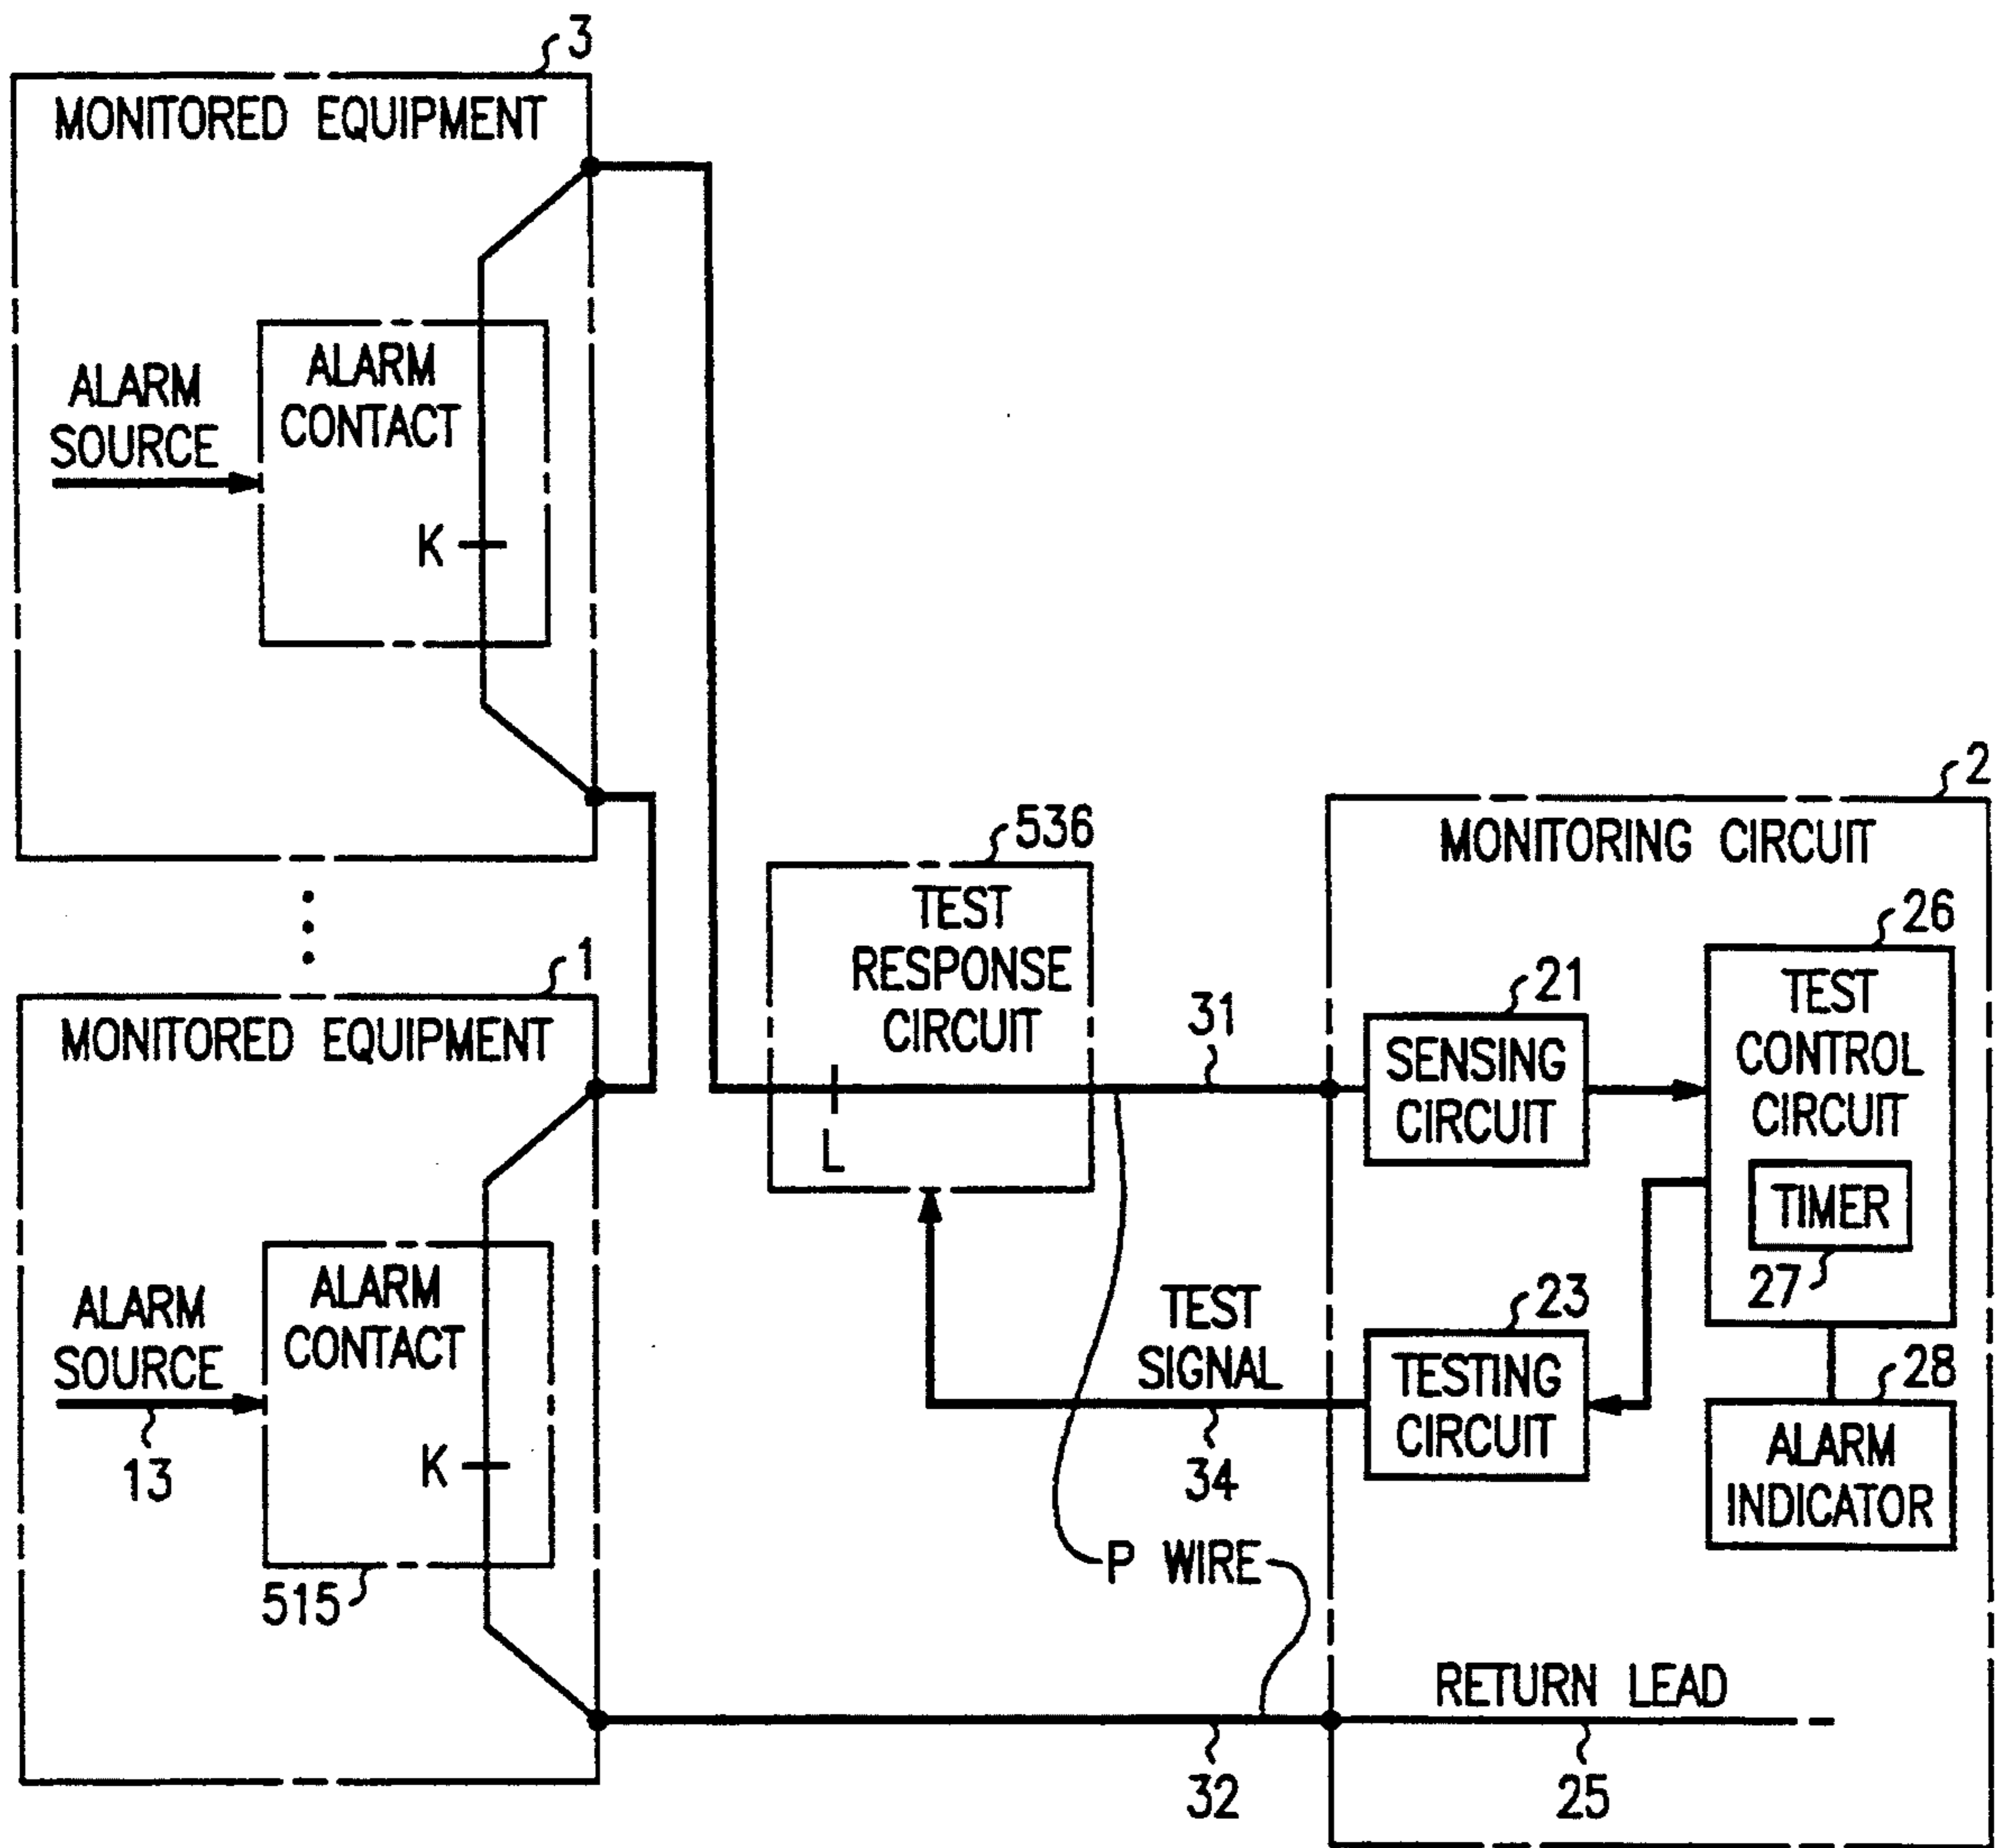 3
MONITORED EQUIPMENT
ALARM
SOURCE
ALARM
CONTACT
K
1
MONITORED EQUIPMENT
ALARM
SOURCE
13
ALARM
CONTACT
K
515
536
TEST
RESPONSE
CIRCUIT
L
31
TEST
SIGNAL
34
P WIRE
32
2
MONITORING CIRCUIT
21
SENSING
CIRCUIT
26
TEST
CONTROL
CIRCUIT
TIMER
27
23
TESTING
CIRCUIT
28
ALARM
INDICATOR
RETURN LEAD
25